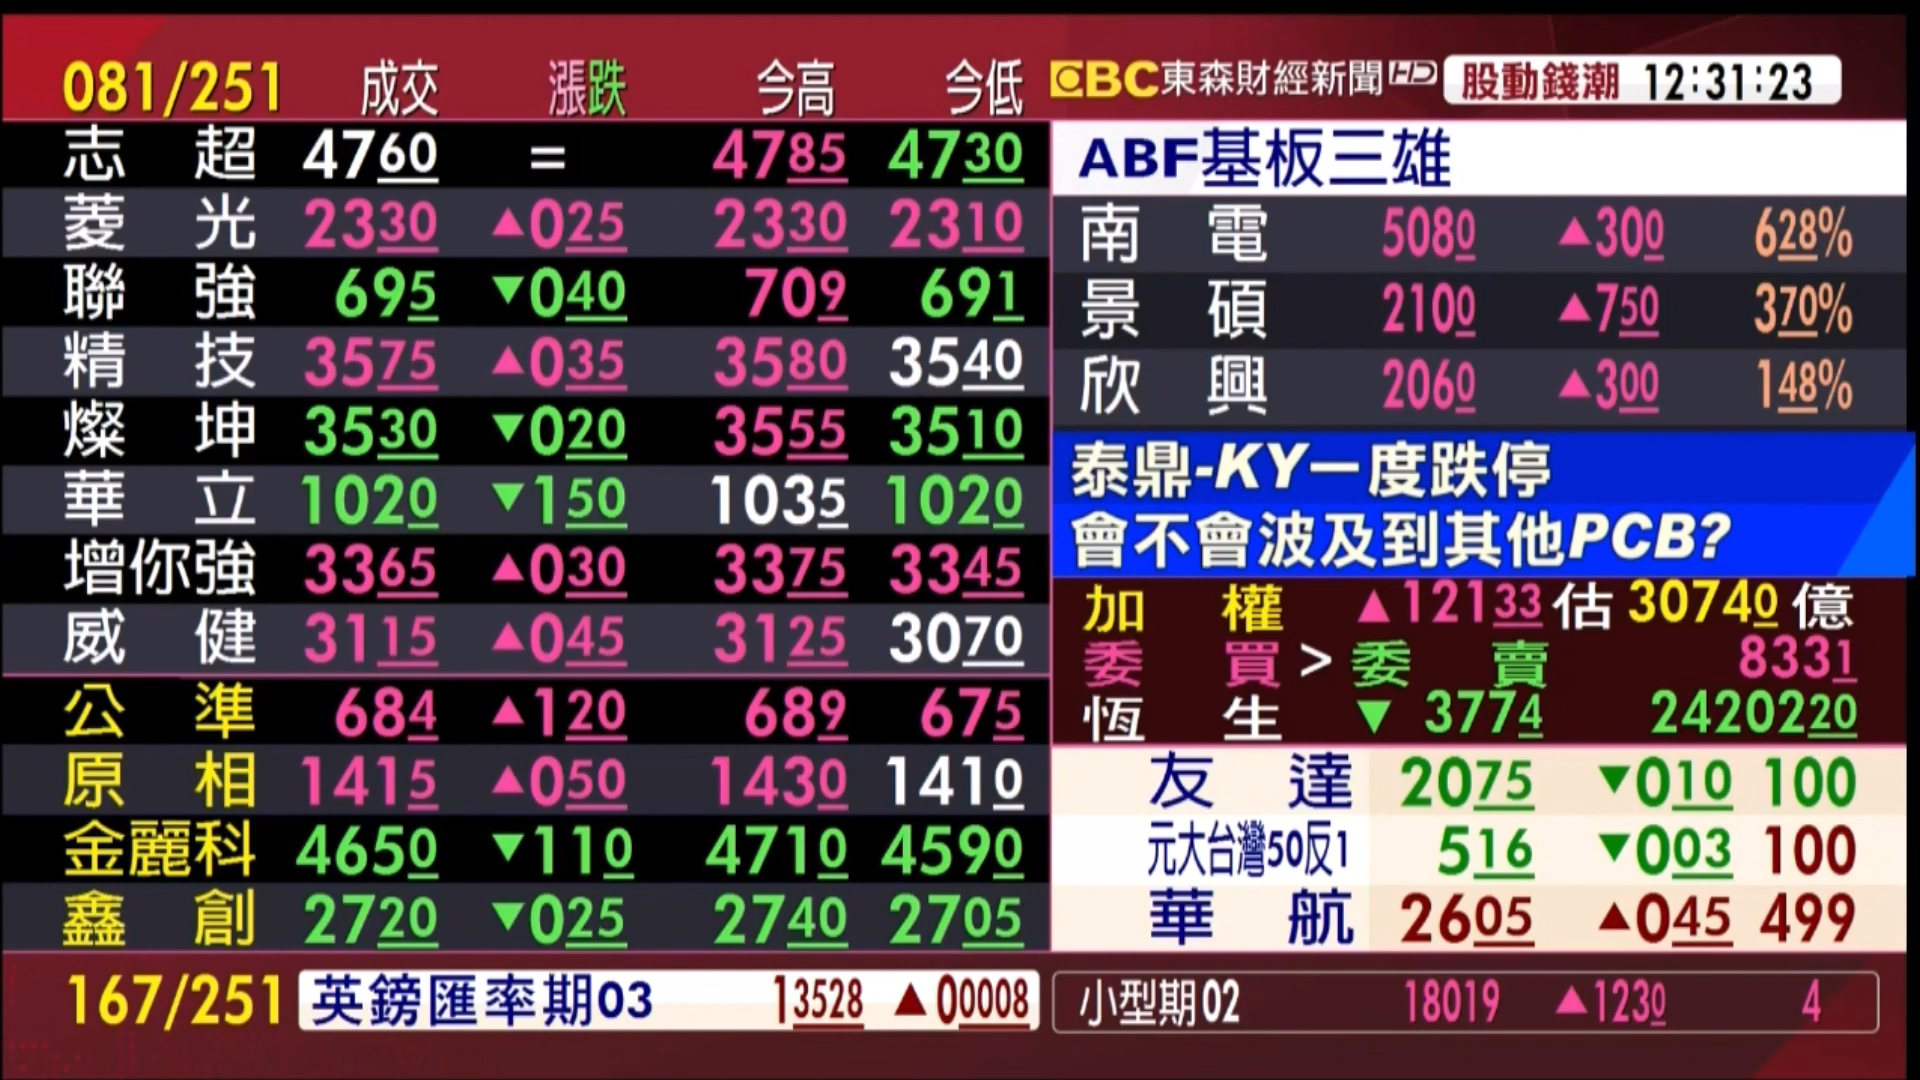 081/251 成交 漲跌 今高 今低
志超 4760 = 4785 4730
菱光 2330 ▲025 2330 2310
聯強 695 ▼040 709 691
精技 3575 ▲035 3580 3540
燦坤 3530 ▼020 3555 3510
華立 1020 ▼150 1035 1020
增你強 3365 ▲030 3375 3345
威健 3115 ▲045 3125 3070
公準 684 ▲120 689 675
原相 1415 ▲050 1430 1410
金麗科 4650 ▼110 4710 4590
鑫創 2720 ▼025 2740 2705
167/251 英鎊匯率期03 13528 ▲00008
EBC東森財經新聞HD 股動錢潮 12:31:23
ABF基板三雄
南電 5080 ▲300 628%
景碩 2100 ▲750 370%
欣興 2060 ▲300 148%
泰鼎-KY一度跌停
會不會波及到其他PCB?
加權 ▲12133 估 30740 億
委買>委賣 8331
恆生 ▼3774 2420220
友達 2075 ▼010 100
元大台灣50反1 516 ▼003 100
華航 2605 ▲045 499
小型期02 18019 ▲1230 4